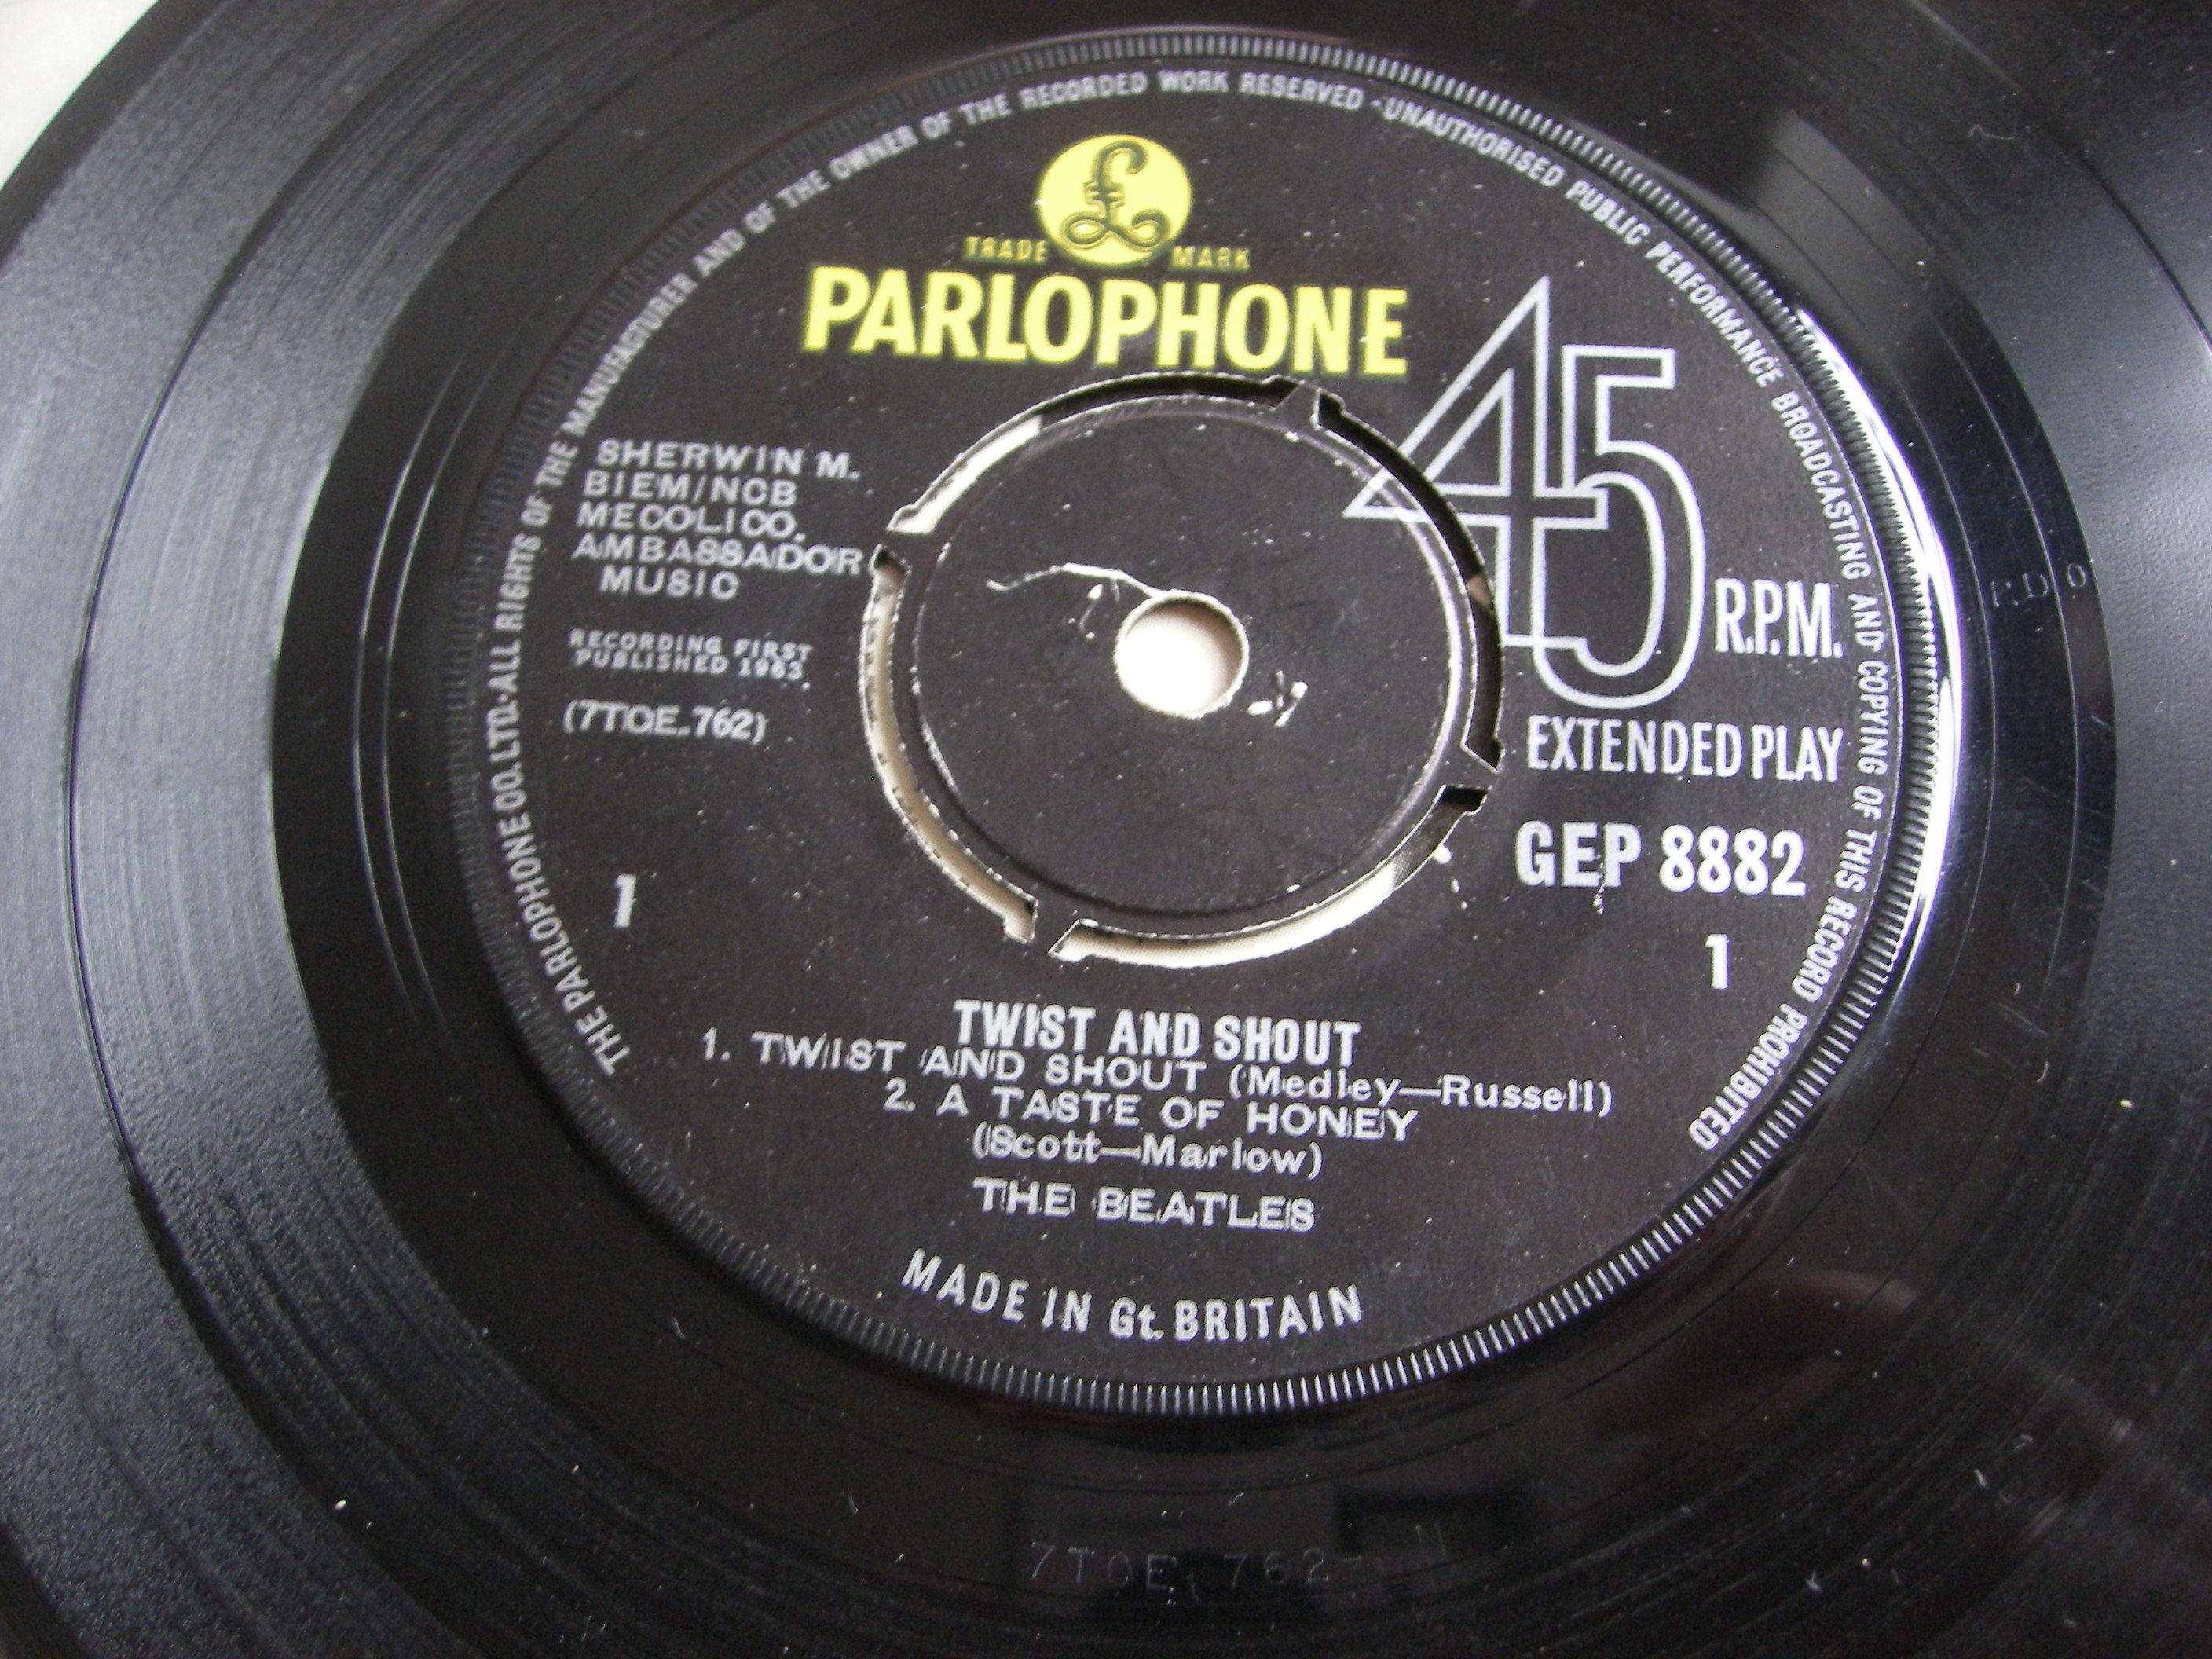 THE PARLOPHONE CO. LTD. · ALL RIGHTS OF THE MANUFACTURER AND OF THE OWNER OF THE RECORDED WORK RESERVED - UNAUTHORISED PUBLIC PERFORMANCE BROADCASTING AND COPYING OF THIS RECORD PROHIBITED
£
TRADE MARK
PARLOPHONE
45
R.P.M.
EXTENDED PLAY
GEP 8882
1
SHERWIN M.
BIEM/NCB
MECOLICO.
AMBASSADOR
MUSIC
RECORDING FIRST
PUBLISHED 1963
(7TCE.762)
1
TWIST AND SHOUT
1. TWIST AND SHOUT (Medley—Russell)
2. A TASTE OF HONEY
(Scott—Marlow)
THE BEATLES
MADE IN Gt. BRITAIN
7TCE 762